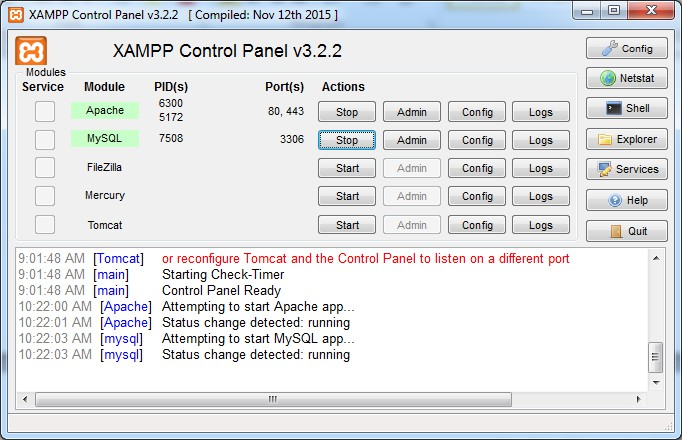 XAMPP Control Panel v3.2.2 [ Compiled: Nov 12th 2015 ]
XAMPP Control Panel v3.2.2
Config
Modules
Service Module PID(s) Port(s) Actions
Netstat
Apache 6300 5172 80, 443 Stop Admin Config Logs
Shell
MySQL 7508 3306 Stop Admin Config Logs
Explorer
FileZilla Start Admin Config Logs
Services
Mercury Start Admin Config Logs
Help
Tomcat Start Admin Config Logs
Quit
9:01:48 AM [Tomcat] or reconfigure Tomcat and the Control Panel to listen on a different port
9:01:48 AM [main] Starting Check-Timer
9:01:48 AM [main] Control Panel Ready
10:22:00 AM [Apache] Attempting to start Apache app...
10:22:01 AM [Apache] Status change detected: running
10:22:03 AM [mysql] Attempting to start MySQL app...
10:22:03 AM [mysql] Status change detected: running